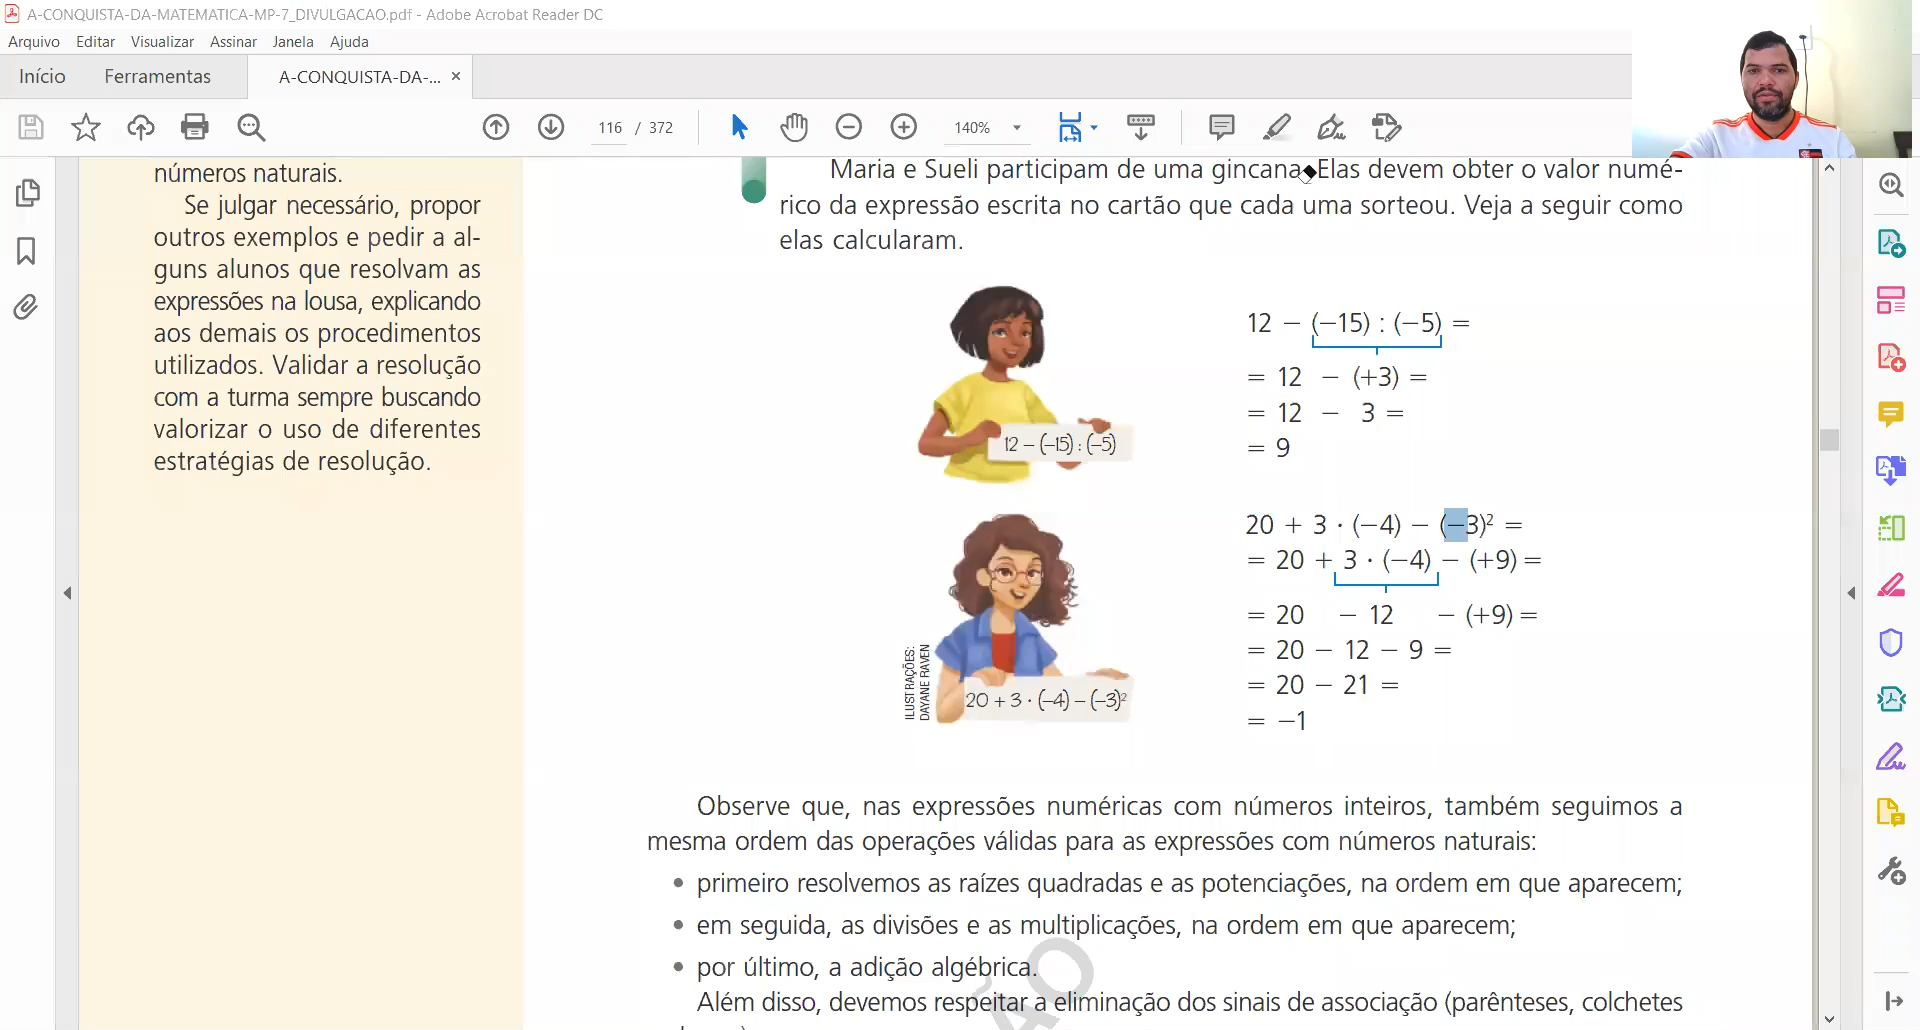 A-CONQUISTA-DA-MATEMATICA-MP-7_DIVULGACAO.pdf - Adobe Acrobat Reader DC
Arquivo Editar Visualizar Assinar Janela Ajuda
Início Ferramentas A-CONQUISTA-DA-... ×
116 / 372 140%
números naturais.
Se julgar necessário, propor
outros exemplos e pedir a al-
guns alunos que resolvam as
expressões na lousa, explicando
aos demais os procedimentos
utilizados. Validar a resolução
com a turma sempre buscando
valorizar o uso de diferentes
estratégias de resolução.
Maria e Sueli participam de uma gincana. Elas devem obter o valor numé-
rico da expressão escrita no cartão que cada uma sorteou. Veja a seguir como
elas calcularam.
12 − (−15) : (−5)
12 − (−15) : (−5) =
= 12 − (+3) =
= 12 − 3 =
= 9
ILUSTRAÇÕES:
DAYANE RAVEN
20 + 3 · (−4) − (−3)²
20 + 3 · (−4) − (−3)² =
= 20 + 3 · (−4) − (+9) =
= 20 − 12 − (+9) =
= 20 − 12 − 9 =
= 20 − 21 =
= −1
Observe que, nas expressões numéricas com números inteiros, também seguimos a
mesma ordem das operações válidas para as expressões com números naturais:
• primeiro resolvemos as raízes quadradas e as potenciações, na ordem em que aparecem;
• em seguida, as divisões e as multiplicações, na ordem em que aparecem;
• por último, a adição algébrica.
Além disso, devemos respeitar a eliminação dos sinais de associação (parênteses, colchetes
ÃO